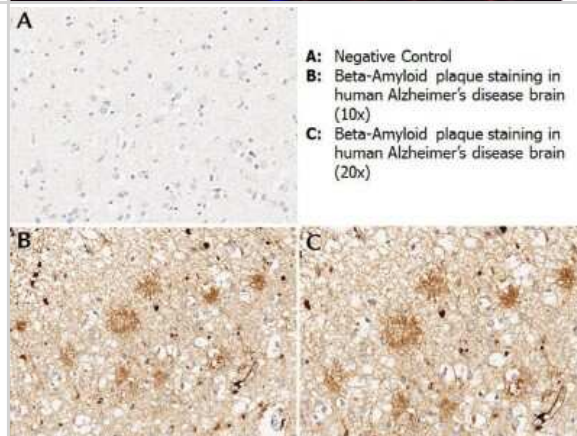 A
A: Negative Control
B: Beta-Amyloid plaque staining in
human Alzheimer's disease brain
(10x)
C: Beta-Amyloid plaque staining in
human Alzheimer's disease brain
(20x)
B
C